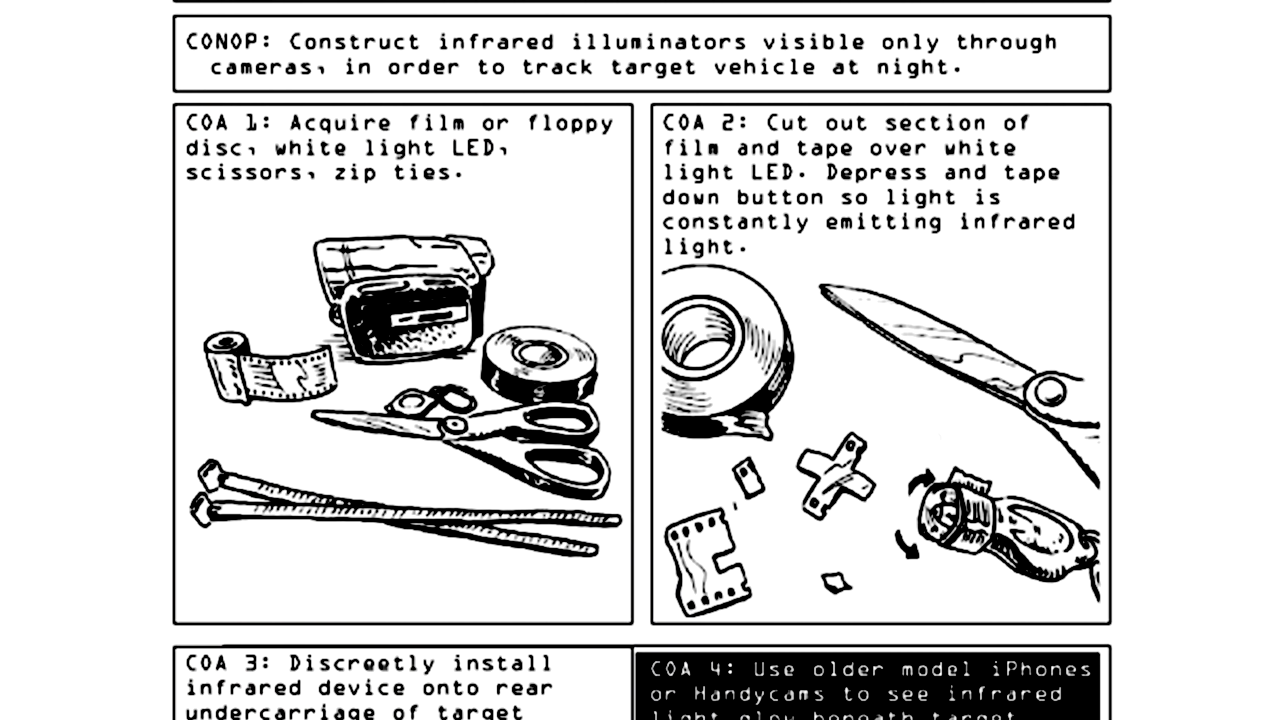 CONOP: Construct infrared illuminators visible only through
cameras, in order to track target vehicle at night.
COA 1: Acquire film or floppy
disc, white light LED,
scissors, zip ties.
COA 2: Cut out section of
film and tape over white
light LED. Depress and tape
down button so light is
constantly emitting infrared
light.
COA 3: Discreetly install
infrared device onto rear
undercarriage of target
COA 4: Use older model iPhones
or Handycams to see infrared
light glow beneath target